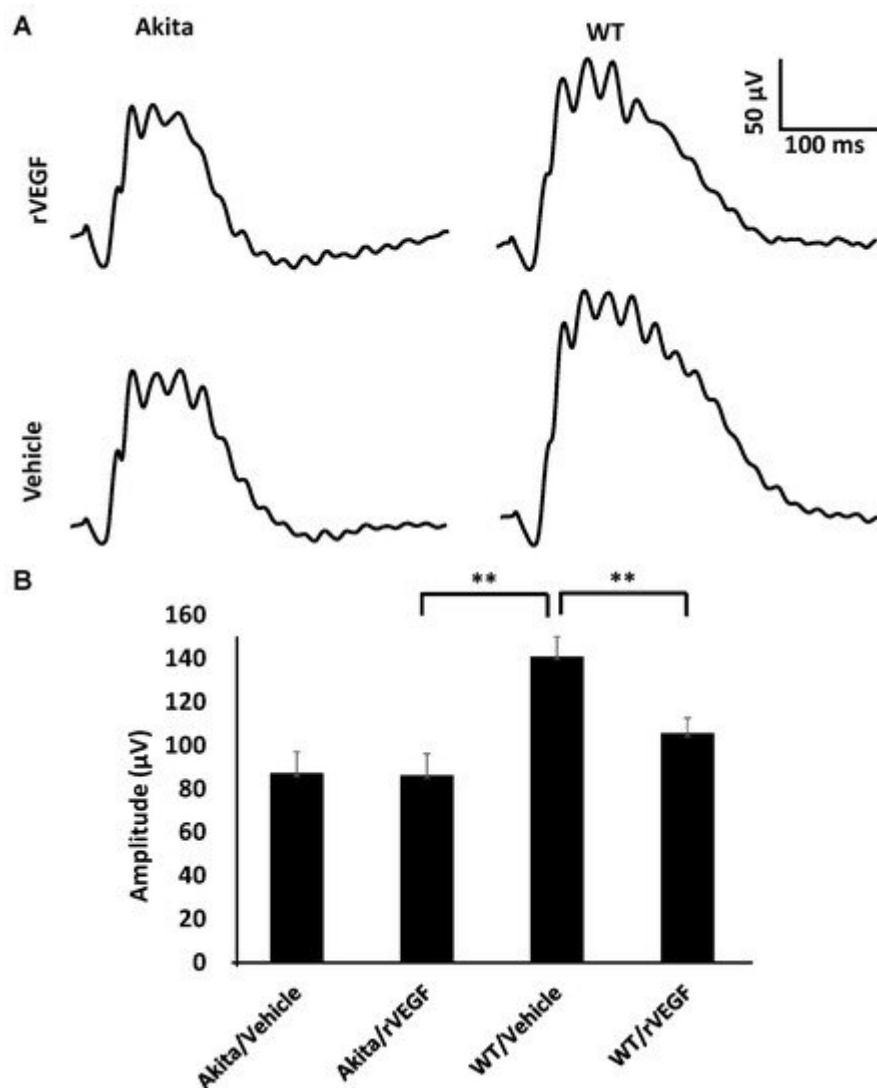 A
Akita
WT
rVEGF
50 µV
100 ms
Vehicle
B
**
**
Amplitude (µV)
160
140
120
100
80
60
40
20
0
Akita/Vehicle
Akita/rVEGF
WT/Vehicle
WT/rVEGF